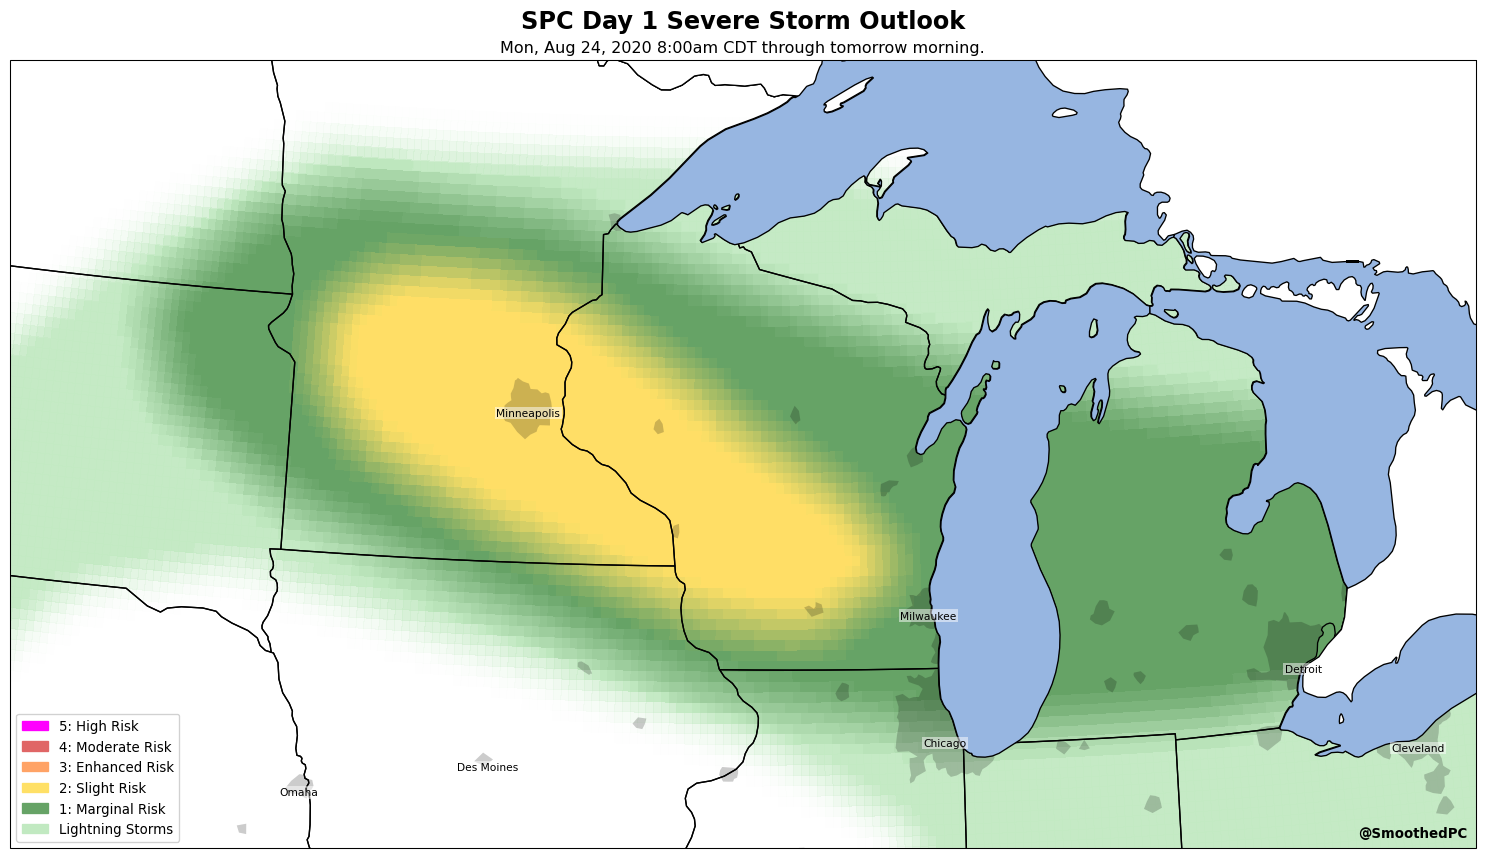 SPC Day 1 Severe Storm Outlook
Mon, Aug 24, 2020 8:00am CDT through tomorrow morning.
Minneapolis
Milwaukee
Detroit
Chicago
Cleveland
Des Moines
Omaha
5: High Risk
4: Moderate Risk
3: Enhanced Risk
2: Slight Risk
1: Marginal Risk
Lightning Storms
@SmoothedPC